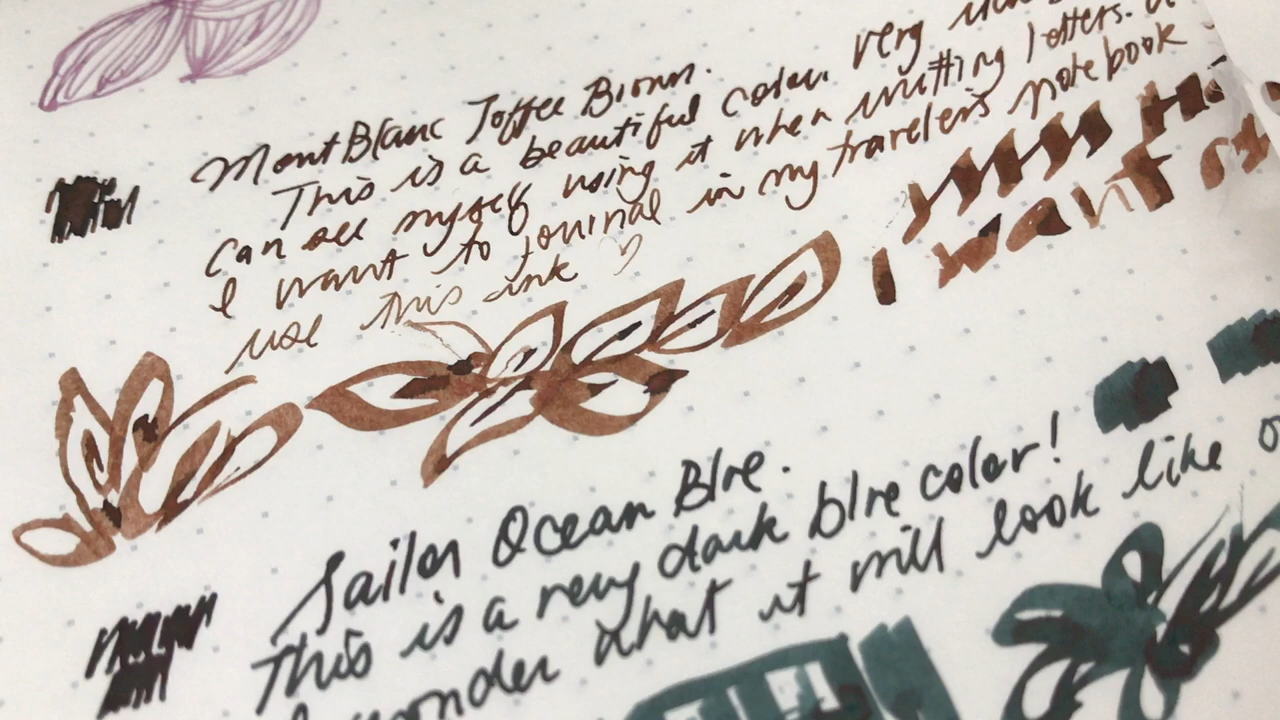 MontBlanc Toffee Brown.
This is a beautiful color. very
can see myself using it when writting letters.
I want to journal in my travelers notebook
use this ink ♡
I want
Sailor Ocean Blue.
This is a very dark blue color!
I wonder what it will look like